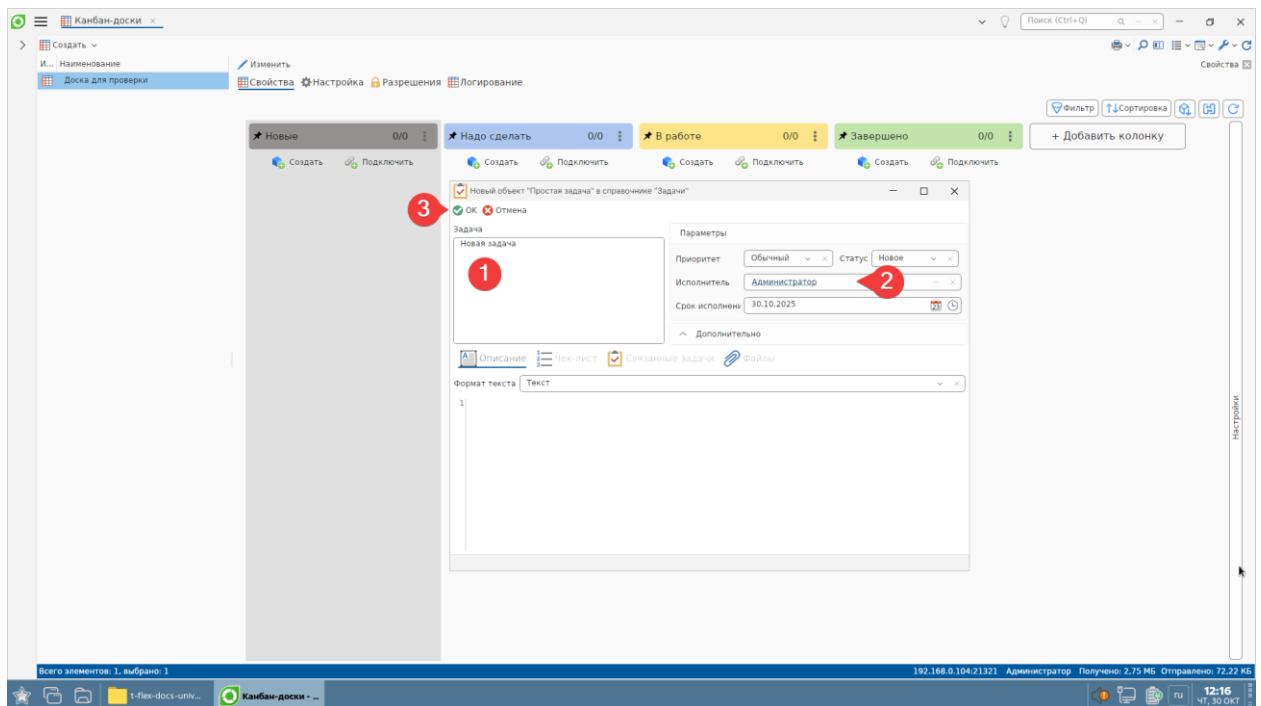 Канбан-доски ×
Поиск (Ctrl+Q)
Создать
И... Наименование
Доска для проверки
Изменить
Свойства
Свойства Настройка Разрешения Логирование
Фильтр Сортировка
Новые 0/0
Надо сделать 0/0
В работе 0/0
Завершено 0/0
+ Добавить колонку
Создать Подключить
Создать Подключить
Создать Подключить
Создать Подключить
Новый объект "Простая задача" в справочнике "Задачи"
3
ОК Отмена
Задача
Новая задача
1
Параметры
Приоритет Обычный Статус Новое
Исполнитель Администратор
2
Срок исполнени 30.10.2025
23
Дополнительно
Описание Чек-лист Связанные задачи Файлы
Формат текста Текст
1
Настройки
Всего элементов: 1, выбрано: 1
192.168.0.104:21321 Администратор Получено: 2,75 МБ Отправлено: 72,22 КБ
t-flex-docs-univ...
Канбан-доски - ...
ru
12:16
ЧТ, 30 ОКТ